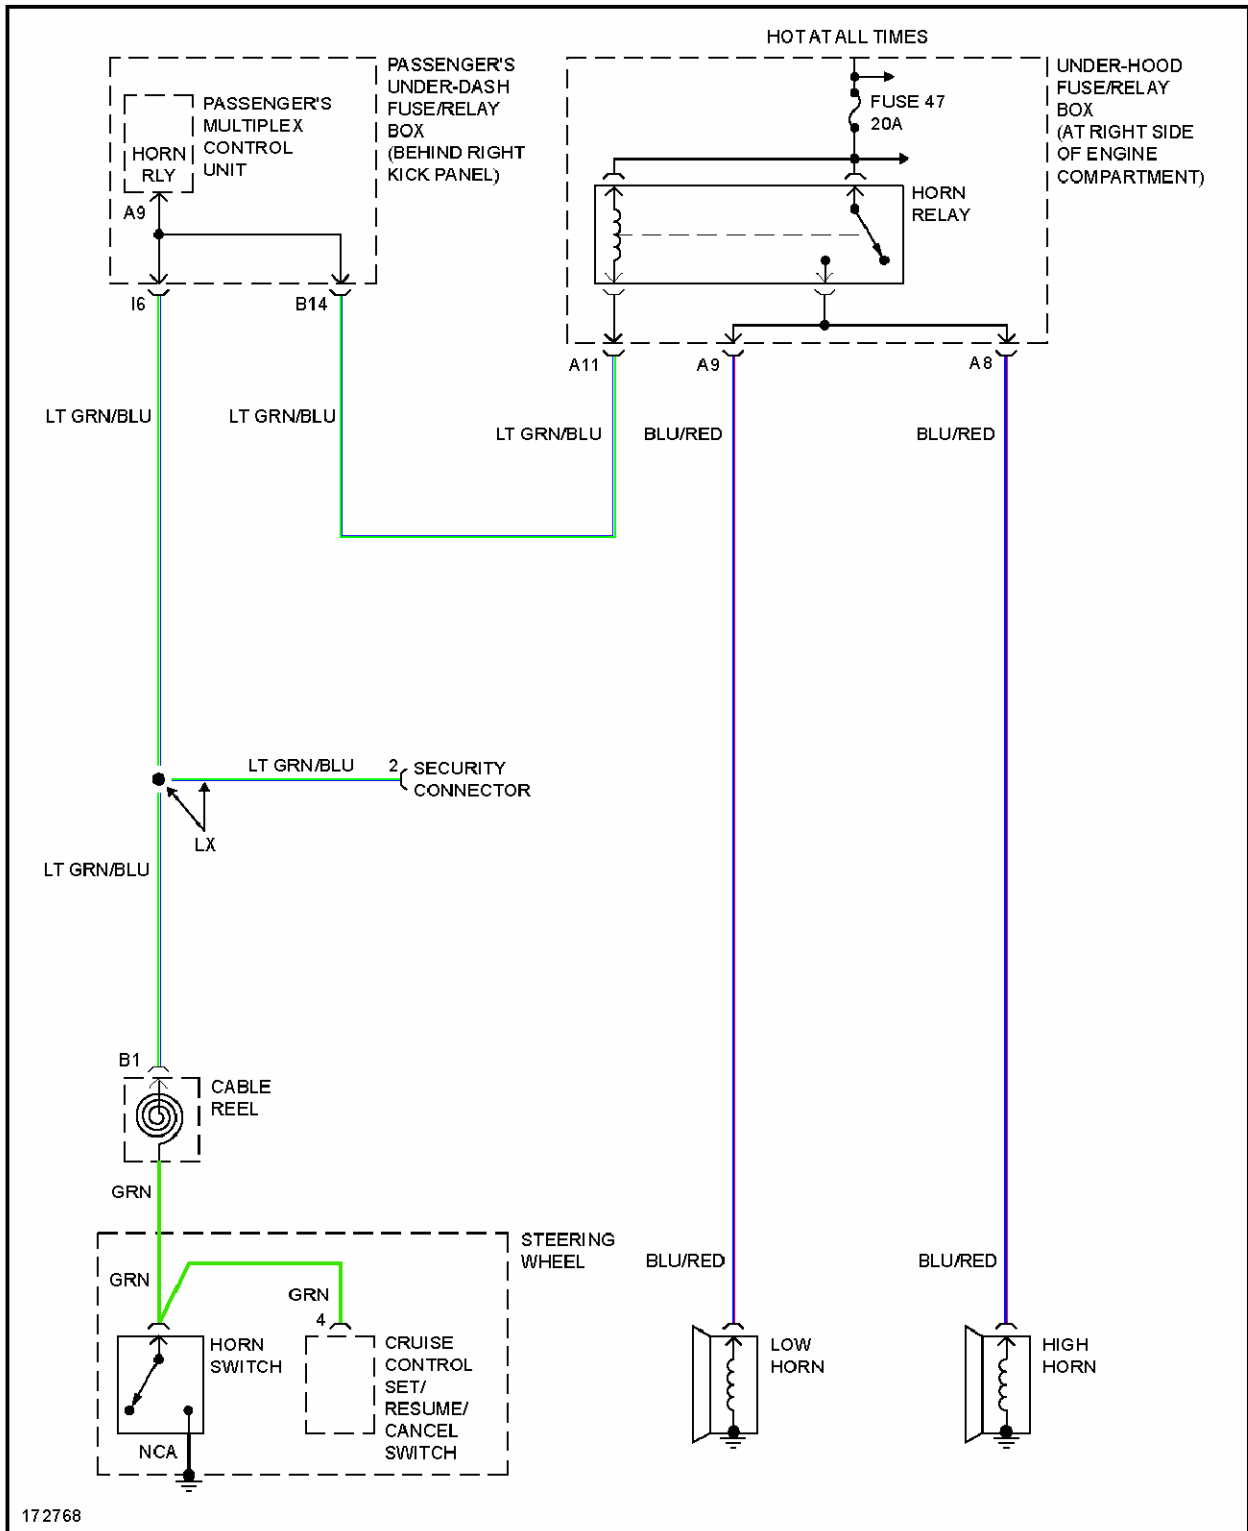 HOT AT ALL TIMES
PASSENGER'S
UNDER-DASH
FUSE/RELAY
BOX
(BEHIND RIGHT
KICK PANEL)
PASSENGER'S
MULTIPLEX
CONTROL
UNIT
HORN
RLY
A9
I6
B14
UNDER-HOOD
FUSE/RELAY
BOX
(AT RIGHT SIDE
OF ENGINE
COMPARTMENT)
FUSE 47
20A
HORN
RELAY
A11
A9
A8
LT GRN/BLU
LT GRN/BLU
LT GRN/BLU
BLU/RED
BLU/RED
LT GRN/BLU
2
SECURITY
CONNECTOR
LX
LT GRN/BLU
B1
CABLE
REEL
GRN
STEERING
WHEEL
GRN
GRN
4
HORN
SWITCH
NCA
CRUISE
CONTROL
SET/
RESUME/
CANCEL
SWITCH
BLU/RED
BLU/RED
LOW
HORN
HIGH
HORN
172768